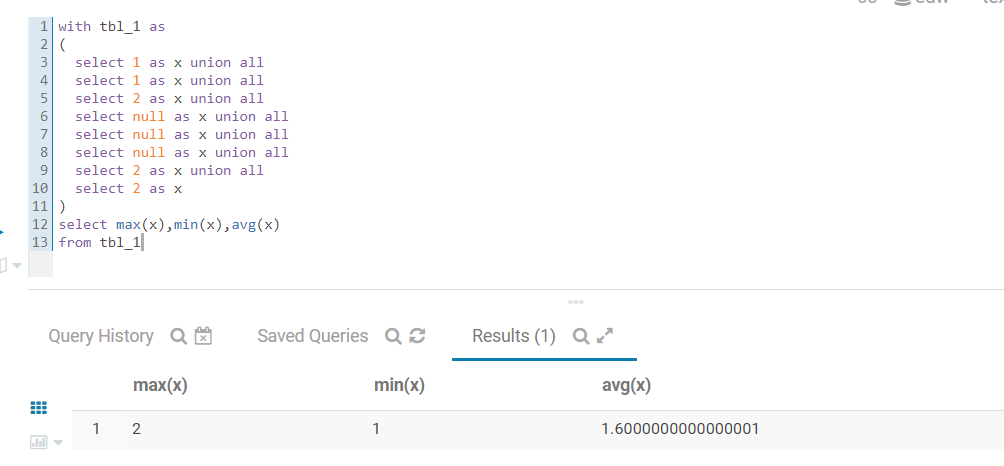 1 with tbl_1 as
2 (
3 select 1 as x union all
4 select 1 as x union all
5 select 2 as x union all
6 select null as x union all
7 select null as x union all
8 select null as x union all
9 select 2 as x union all
10 select 2 as x
11 )
12 select max(x),min(x),avg(x)
13 from tbl_1
Query History Saved Queries Results (1)
max(x) min(x) avg(x)
1 2 1 1.6000000000000001